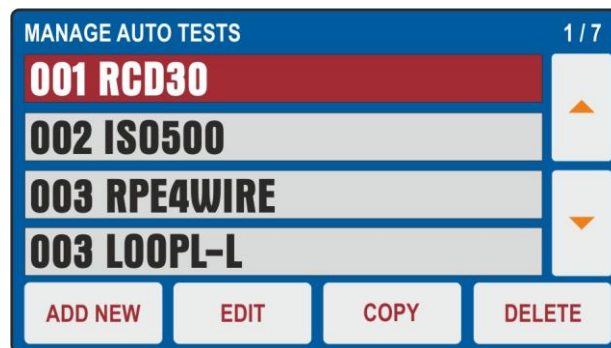 MANAGE AUTO TESTS 1 / 7
001 RCD30
002 ISO500
003 RPE4WIRE
003 LOOPL-L
ADD NEW EDIT COPY DELETE